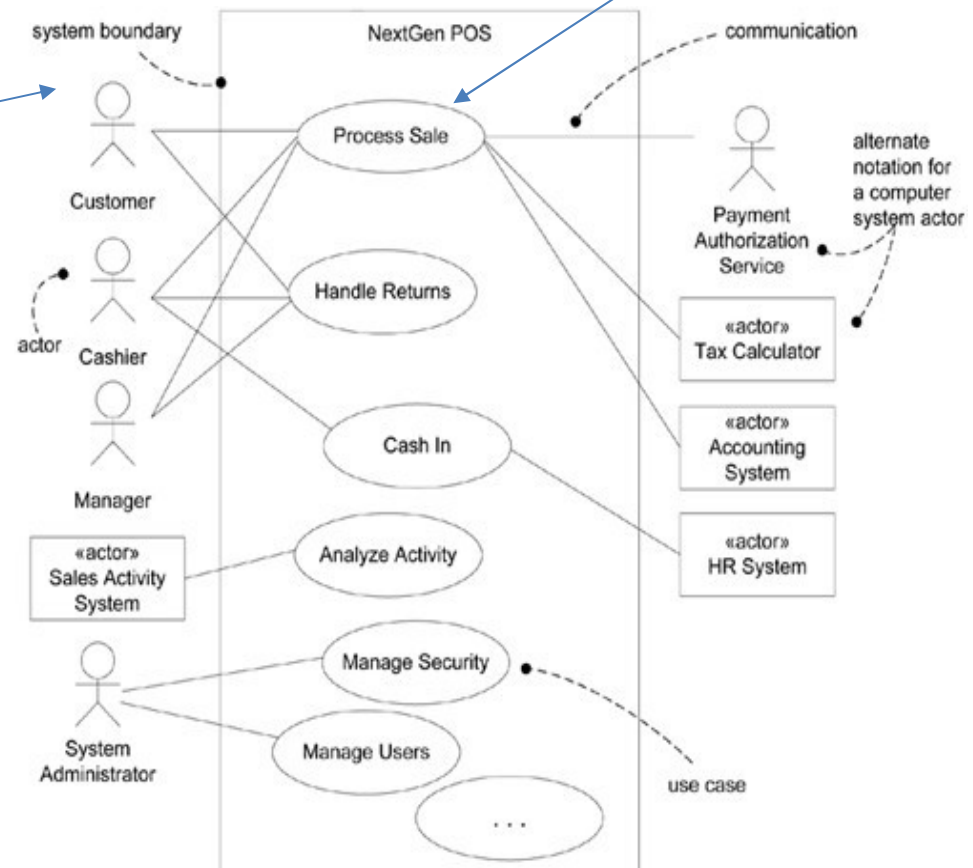 system boundary
NextGen POS
communication
Process Sale
Customer
alternate
notation for
a computer
system actor
Payment
Authorization
Service
Handle Returns
actor
Cashier
«actor»
Tax Calculator
Cash In
«actor»
Accounting
System
Manager
«actor»
Sales Activity
System
Analyze Activity
«actor»
HR System
Manage Security
System
Administrator
Manage Users
use case
. . .